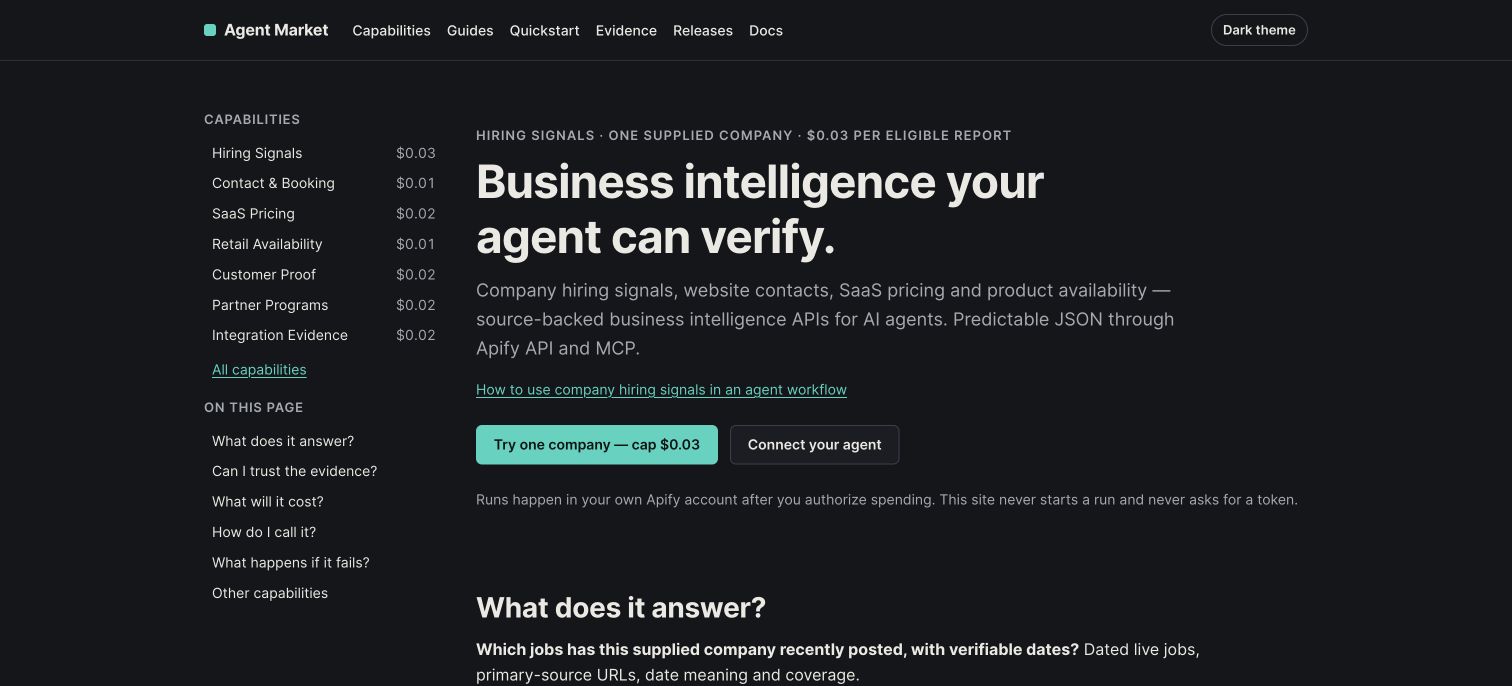 Agent Market
Capabilities
Guides
Quickstart
Evidence
Releases
Docs
Dark theme
CAPABILITIES
Hiring Signals $0.03
Contact & Booking $0.01
SaaS Pricing $0.02
Retail Availability $0.01
Customer Proof $0.02
Partner Programs $0.02
Integration Evidence $0.02
All capabilities
ON THIS PAGE
What does it answer?
Can I trust the evidence?
What will it cost?
How do I call it?
What happens if it fails?
Other capabilities
HIRING SIGNALS · ONE SUPPLIED COMPANY · $0.03 PER ELIGIBLE REPORT
Business intelligence your
agent can verify.
Company hiring signals, website contacts, SaaS pricing and product availability —
source-backed business intelligence APIs for AI agents. Predictable JSON through
Apify API and MCP.
How to use company hiring signals in an agent workflow
Try one company — cap $0.03
Connect your agent
Runs happen in your own Apify account after you authorize spending. This site never starts a run and never asks for a token.
What does it answer?
Which jobs has this supplied company recently posted, with verifiable dates? Dated live jobs,
primary-source URLs, date meaning and coverage.